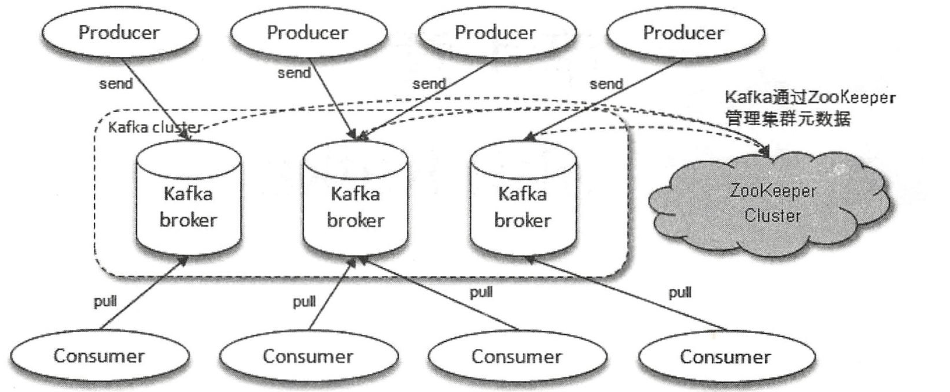 Producer
Producer
Producer
Producer
send
send
send
send
Kafka通过ZooKeeper
管理集群元数据
Kafka cluster
Kafka
broker
Kafka
broker
Kafka
broker
ZooKeeper
Cluster
pull
pull
pull
pull
Consumer
Consumer
Consumer
Consumer